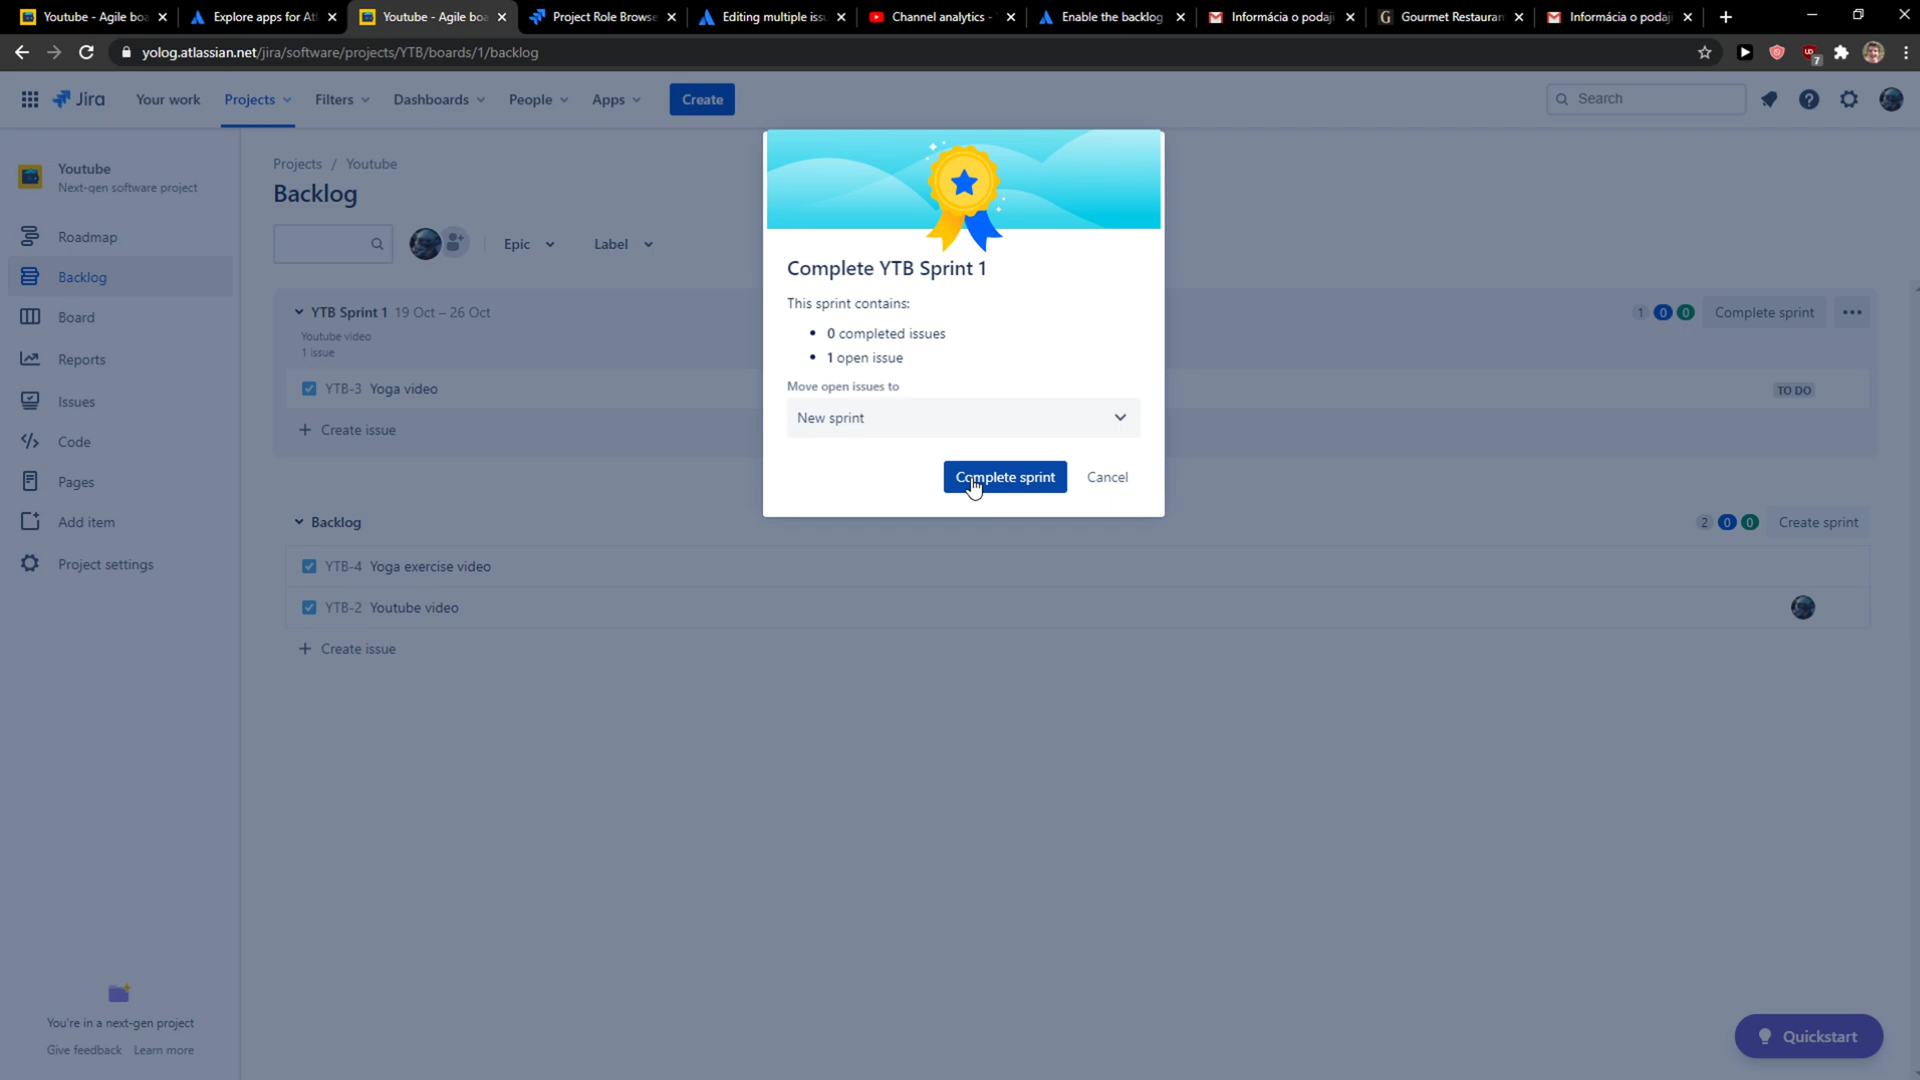 Youtube - Agile boa
Explore apps for Atl
Youtube - Agile boa
Project Role Browse
Editing multiple iss
Channel analytics -
Enable the backlog
Informácia o podaji
Gourmet Restauran
Informácia o podaji
yolog.atlassian.net/jira/software/projects/YTB/boards/1/backlog
7
Jira
Your work
Projects
Filters
Dashboards
People
Apps
Create
Search
Youtube
Next-gen software project
Roadmap
Backlog
Board
Reports
Issues
Code
Pages
Add item
Project settings
You're in a next-gen project
Give feedback Learn more
Projects / Youtube
Backlog
Epic
Label
YTB Sprint 1 19 Oct – 26 Oct
Youtube video
1 issue
1 0 0 Complete sprint
YTB-3 Yoga video
TO DO
+ Create issue
Backlog
2 0 0 Create sprint
YTB-4 Yoga exercise video
YTB-2 Youtube video
+ Create issue
Complete YTB Sprint 1
This sprint contains:
• 0 completed issues
• 1 open issue
Move open issues to
New sprint
Complete sprint Cancel
Quickstart